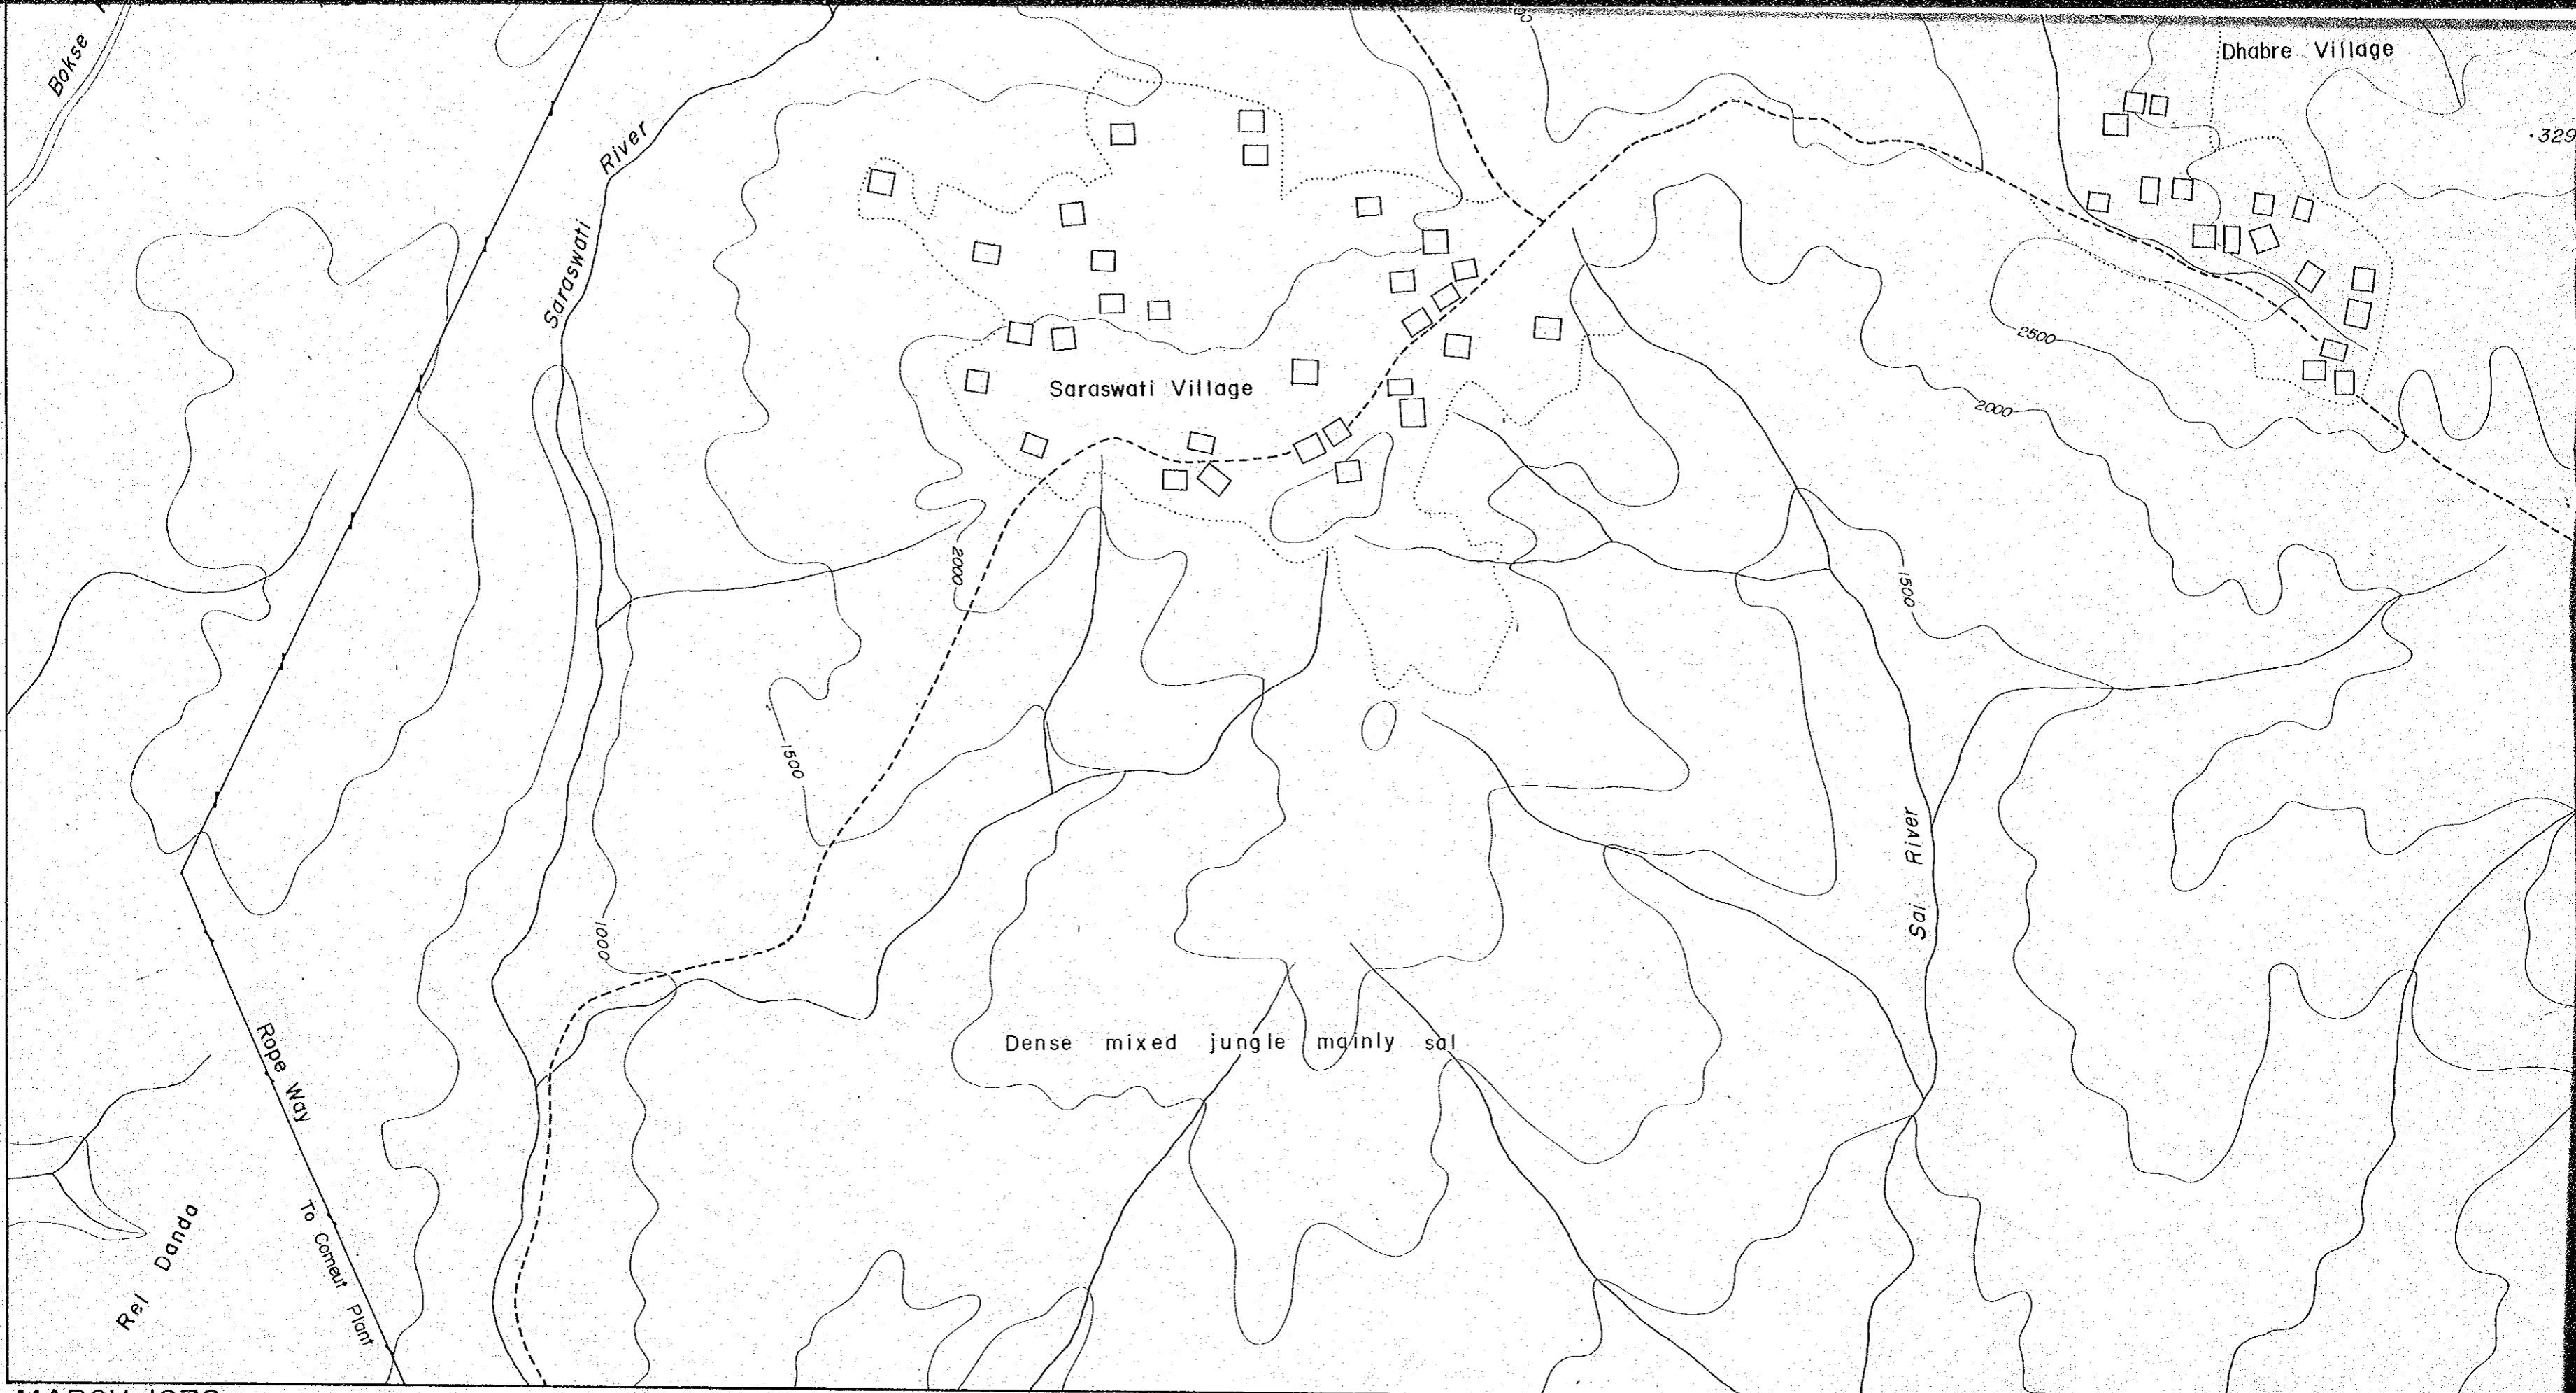 Bokse
Dhabre Village
.329
River
Saraswati
2500
2000
Saraswati Village
2000
1500
1500
Sai River
1000
Rope Way
Dense mixed jungle mainly sal
To Comeut Plant
Rel Danda